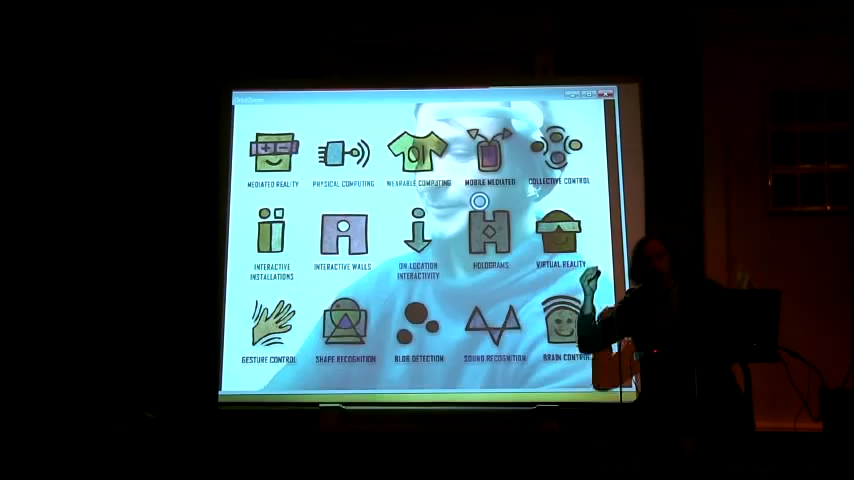 MEDIATED REALITY
PHYSICAL COMPUTING
WEARABLE COMPUTING
MOBILE MEDIATED
COLLECTIVE CONTROL
INTERACTIVE
INSTALLATIONS
INTERACTIVE WALLS
ON-LOCATION
INTERACTIVITY
HOLOGRAMS
VIRTUAL REALITY
GESTURE CONTROL
SHAPE RECOGNITION
BLOB DETECTION
SOUND RECOGNITION
BRAIN CONTROL